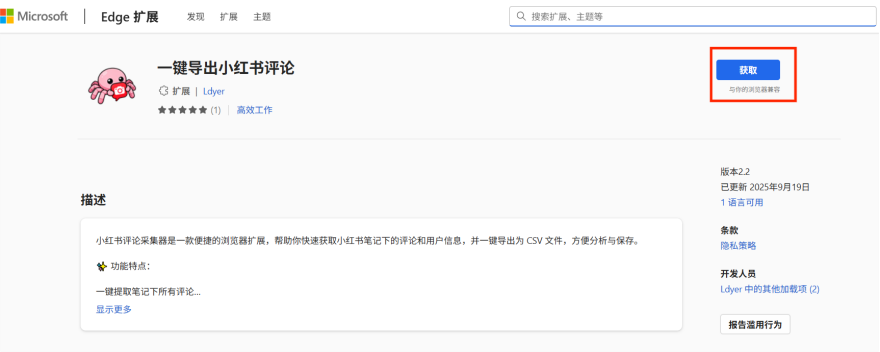 Microsoft Edge 扩展 发现 扩展 主题 搜索扩展、主题等
一键导出小红书评论
扩展 | Ldyer
(1) 高效工作
获取
与你的浏览器兼容
描述
小红书评论采集器是一款便捷的浏览器扩展，帮助你快速获取小红书笔记下的评论和用户信息，并一键导出为 CSV 文件，方便分析与保存。
功能特点：
一键提取笔记下所有评论...
显示更多
版本2.2
已更新 2025年9月19日
1 语言可用
条款
隐私策略
开发人员
Ldyer 中的其他加载项 (2)
报告滥用行为